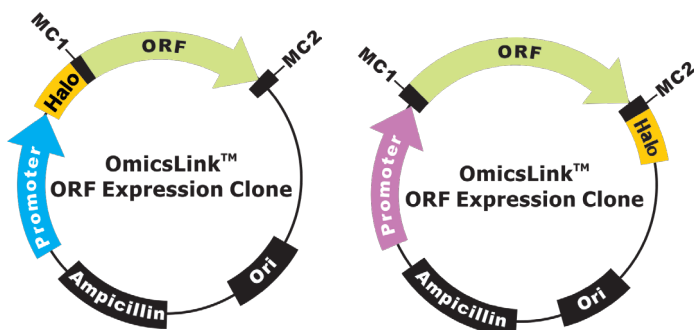 MC1
ORF
MC2
Halo
Promoter
OmicsLink™
ORF Expression Clone
Ampicillin
Ori
MC1
ORF
MC2
Halo
Promoter
OmicsLink™
ORF Expression Clone
Ampicillin
Ori